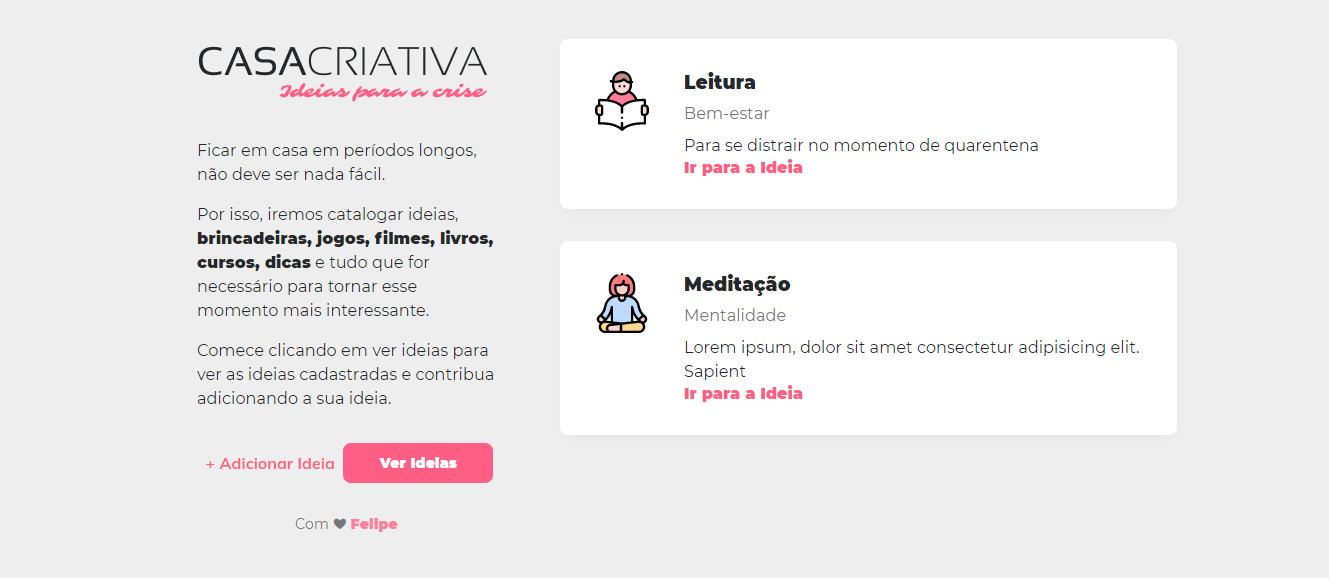 CASACRIATIVA
Ideias para a crise
Ficar em casa em períodos longos,
não deve ser nada fácil.
Por isso, iremos catalogar ideias,
brincadeiras, jogos, filmes, livros,
cursos, dicas e tudo que for
necessário para tornar esse
momento mais interessante.
Comece clicando em ver ideias para
ver as ideias cadastradas e contribua
adicionando a sua ideia.
+ Adicionar Ideia
Ver Ideias
Com ♥ Felipe
Leitura
Bem-estar
Para se distrair no momento de quarentena
Ir para a Ideia
Meditação
Mentalidade
Lorem ipsum, dolor sit amet consectetur adipisicing elit.
Sapient
Ir para a Ideia